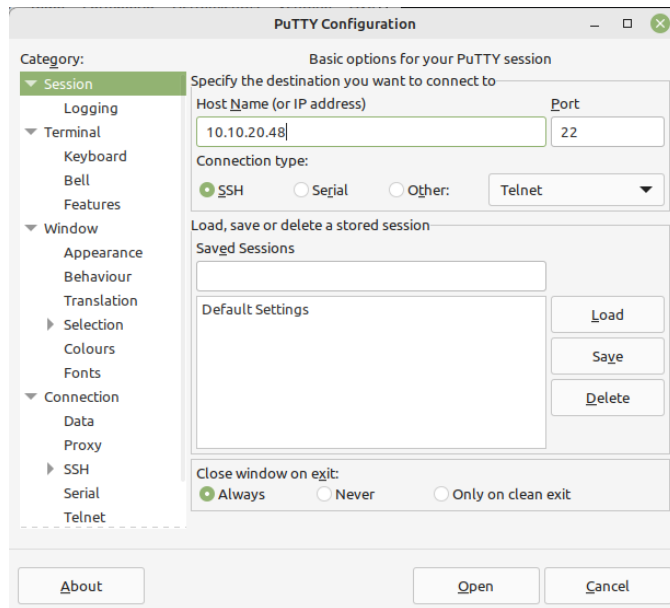 PuTTY Configuration
Category:
Session
Logging
Terminal
Keyboard
Bell
Features
Window
Appearance
Behaviour
Translation
Selection
Colours
Fonts
Connection
Data
Proxy
SSH
Serial
Telnet
Basic options for your PuTTY session
Specify the destination you want to connect to
Host Name (or IP address) Port
10.10.20.48 22
Connection type:
SSH Serial Other: Telnet
Load, save or delete a stored session
Saved Sessions
Default Settings
Load
Save
Delete
Close window on exit:
Always Never Only on clean exit
About Open Cancel